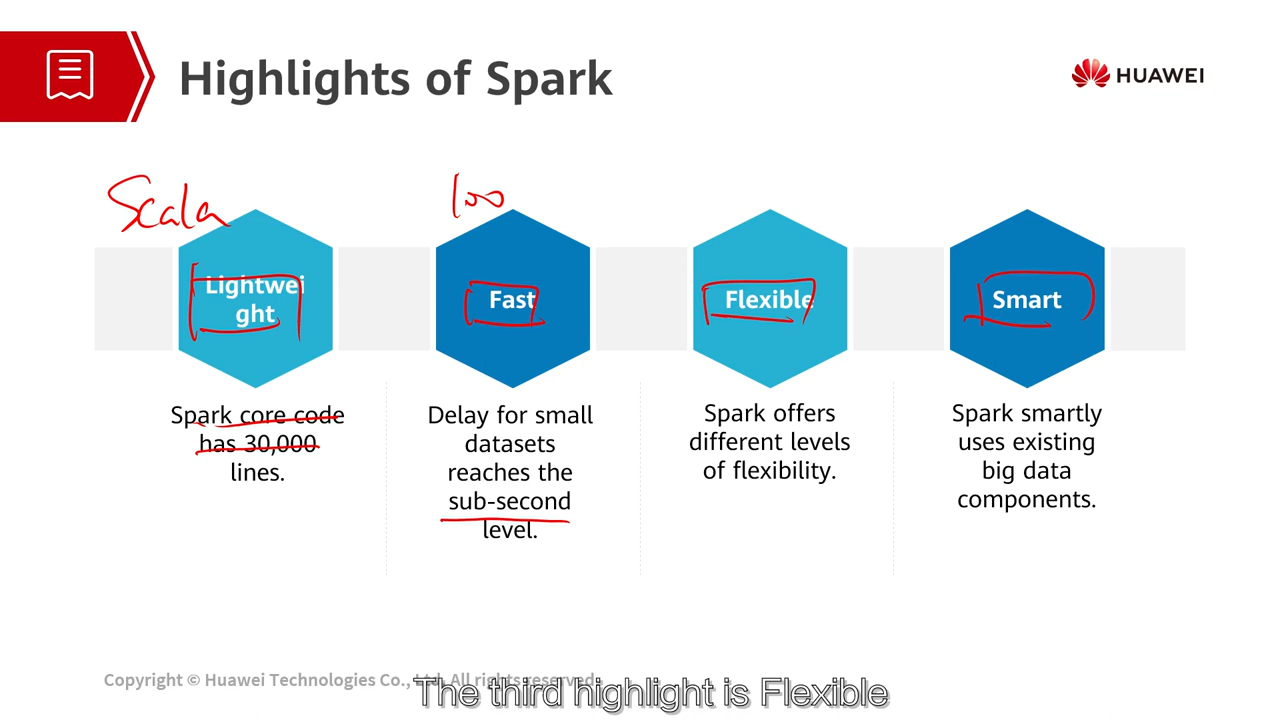 Highlights of Spark
HUAWEI
Scala
100
Lightwei
ght
Fast
Flexible
Smart
Spark core code
has 30,000
lines.
Delay for small
datasets
reaches the
sub-second
level.
Spark offers
different levels
of flexibility.
Spark smartly
uses existing
big data
components.
Copyright © Huawei Technologies Co., Ltd. All rights reserved.
The third highlight is Flexible